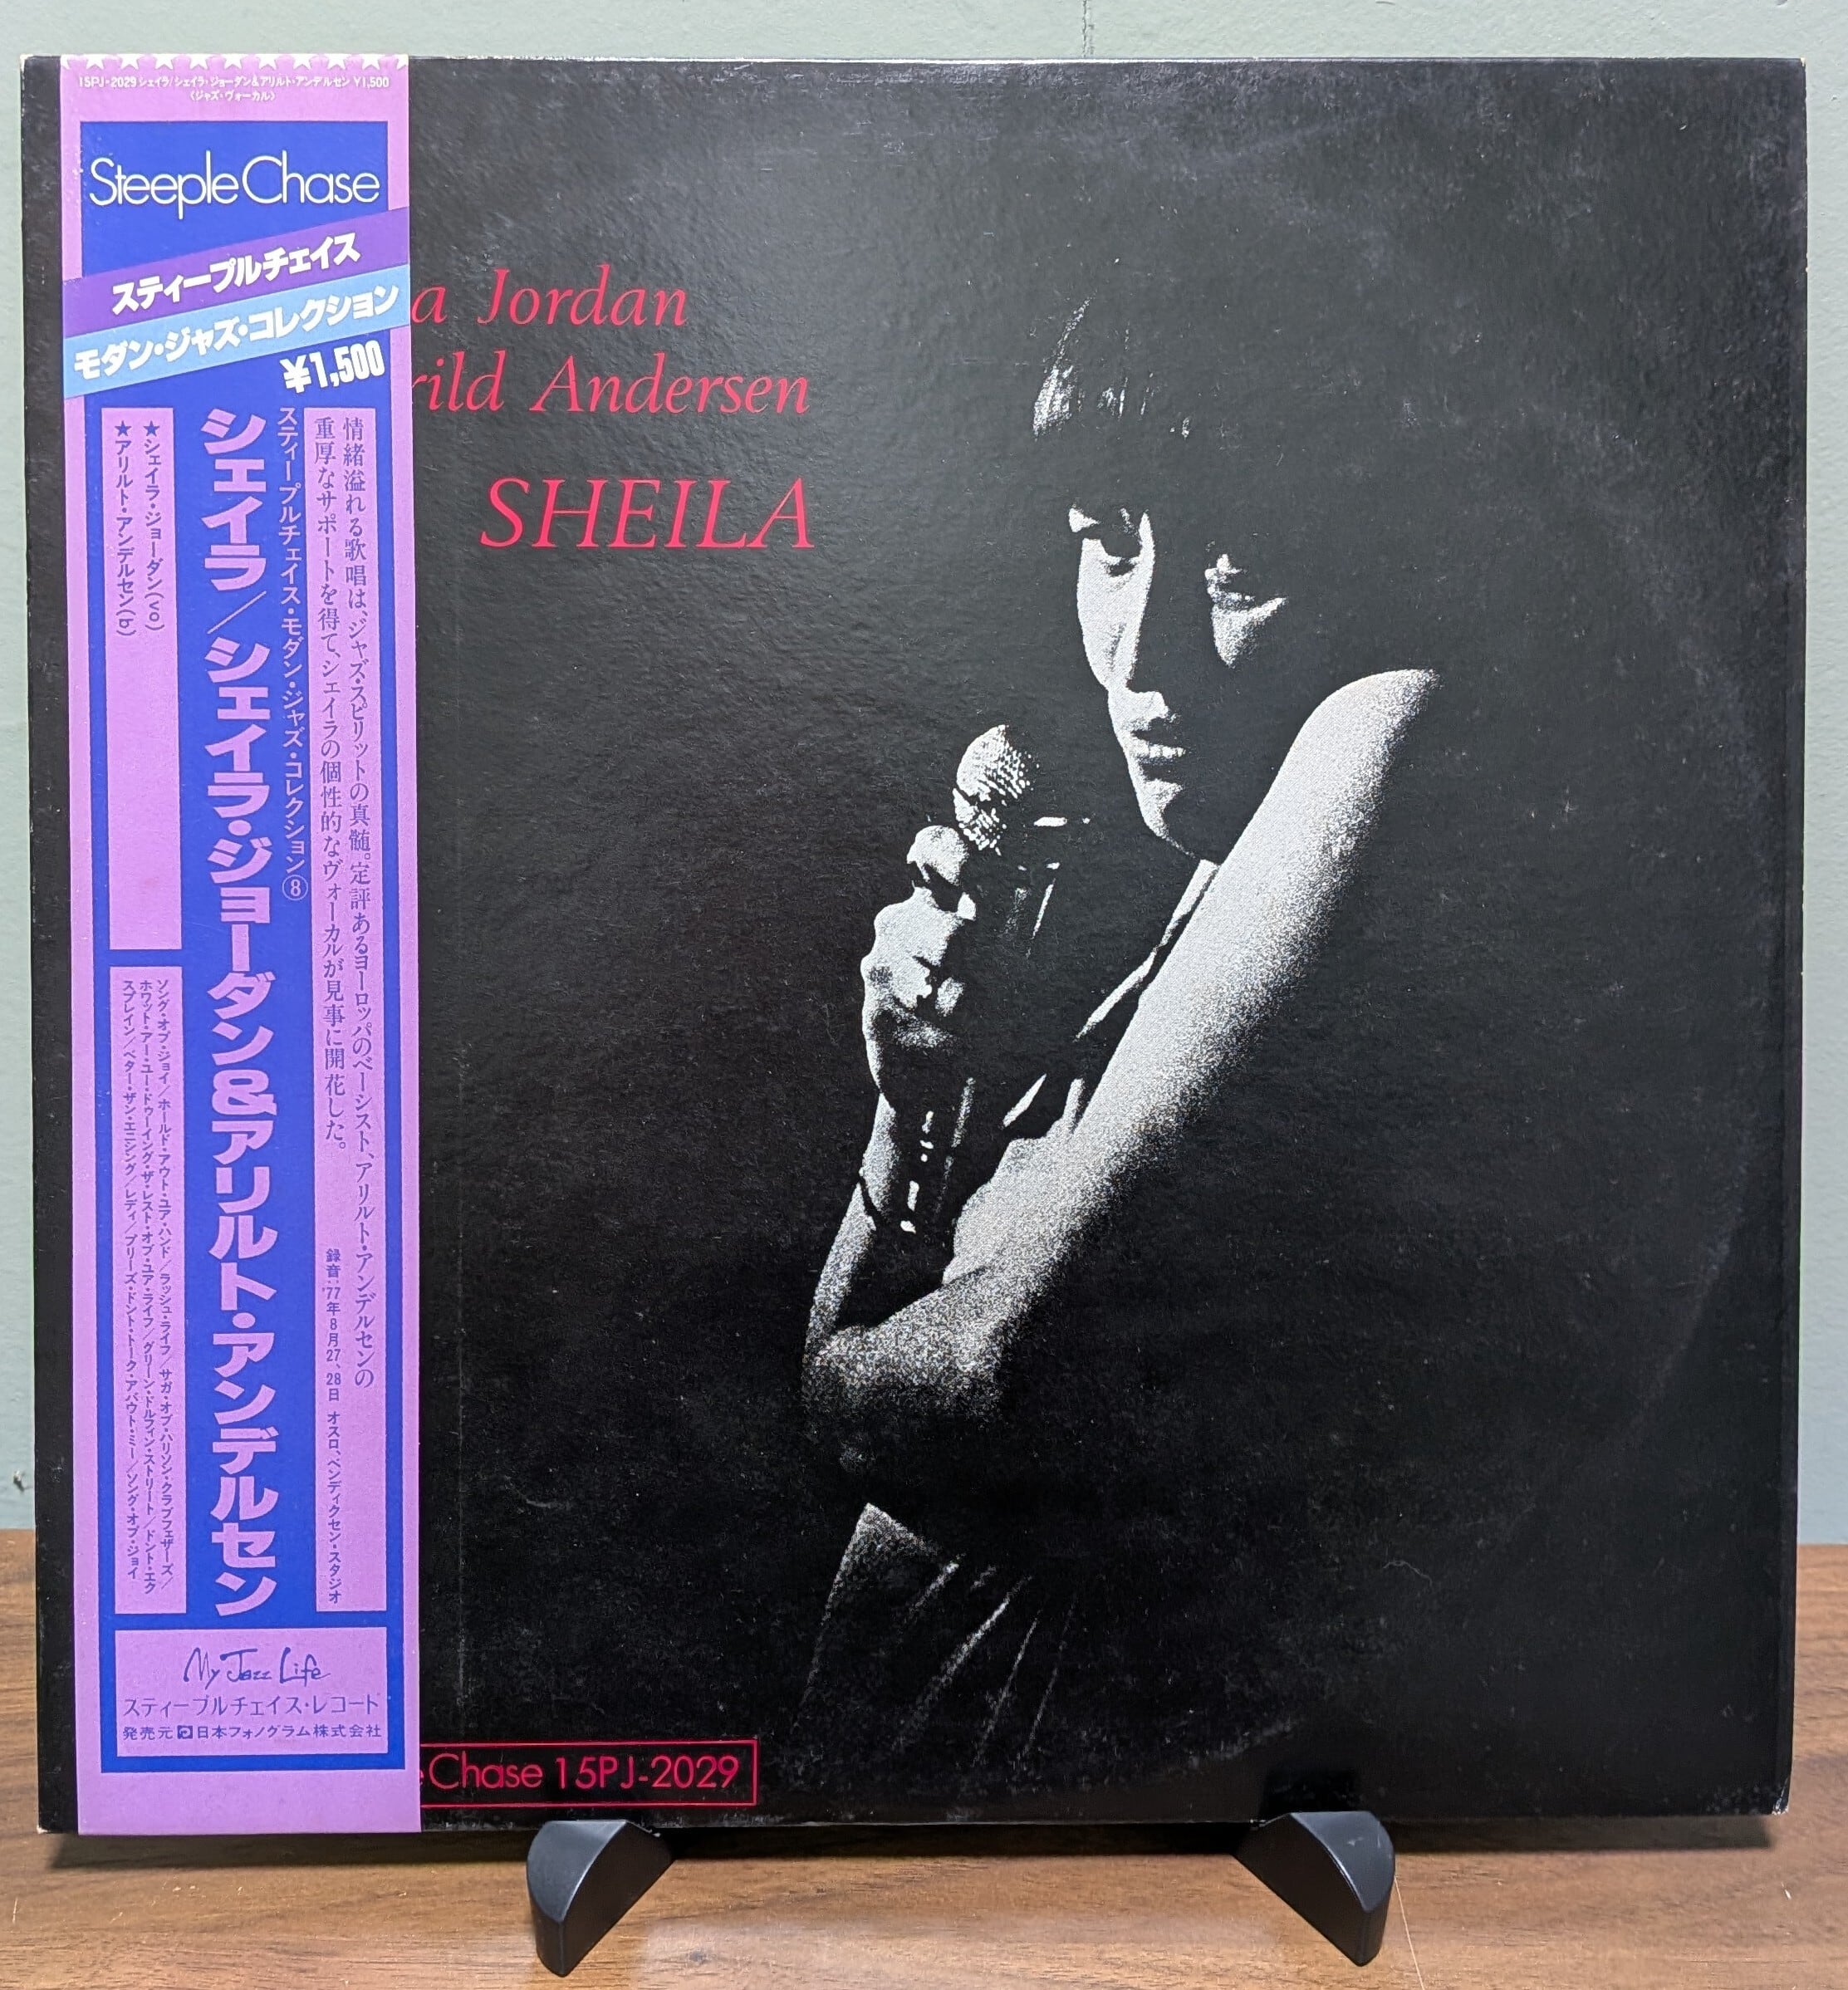 15PJ-2029 シェイラ/シェイラ・ジョーダン&アリルト・アンデルセン ¥1,500
〈ジャズ・ヴォーカル〉
SteepleChase
スティープルチェイス
モダン・ジャズ・コレクション
¥1,500
情緒溢れる歌唱は、ジャズ・スピリットの真髄。定評あるヨーロッパのベーシスト、アリルト・アンデルセンの
重厚なサポートを得て、シェイラの個性的なヴォーカルが見事に開花した。
録音:'77年8月27、28日 オスロ、ベンディクセン・スタジオ
スティープルチェイス・モダン・ジャズ・コレクション⑧
シェイラ/シェイラ・ジョーダン&アリルト・アンデルセン
★シェイラ・ジョーダン(vo)
★アリルト・アンデルセン(b)
ソング・オブ・ジョイ/ホールド・アウト・ユア・ハンド/ラッシュ・ライフ/サガ・オブ・ハリソン・クラブフェザーズ/
ホワット・アー・ユー・ドゥーイング・ザ・レスト・オブ・ユア・ライフ/グリーン・ドルフィン・ストリート/ドント・エク
スプレイン/ベター・ザン・エニシング/レディ/プリーズ・ドント・トーク・アバウト・ミー/ソング・オブ・ジョイ
My Jazz Life
スティープルチェイス・レコード
発売元 日本フォノグラム株式会社
a Jordan
rild Andersen
SHEILA
eChase 15PJ-2029